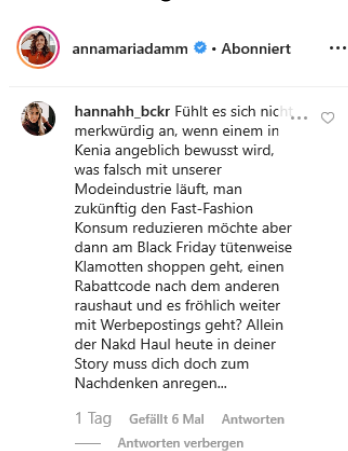 annamariadamm • Abonniert
hannahh_bckr Fühlt es sich nicht
merkwürdig an, wenn einem in
Kenia angeblich bewusst wird,
was falsch mit unserer
Modeindustrie läuft, man
zukünftig den Fast-Fashion
Konsum reduzieren möchte aber
dann am Black Friday tütenweise
Klamotten shoppen geht, einen
Rabattcode nach dem anderen
raushaut und es fröhlich weiter
mit Werbepostings geht? Allein
der Nakd Haul heute in deiner
Story muss dich doch zum
Nachdenken anregen...
1 Tag Gefällt 6 Mal Antworten
Antworten verbergen